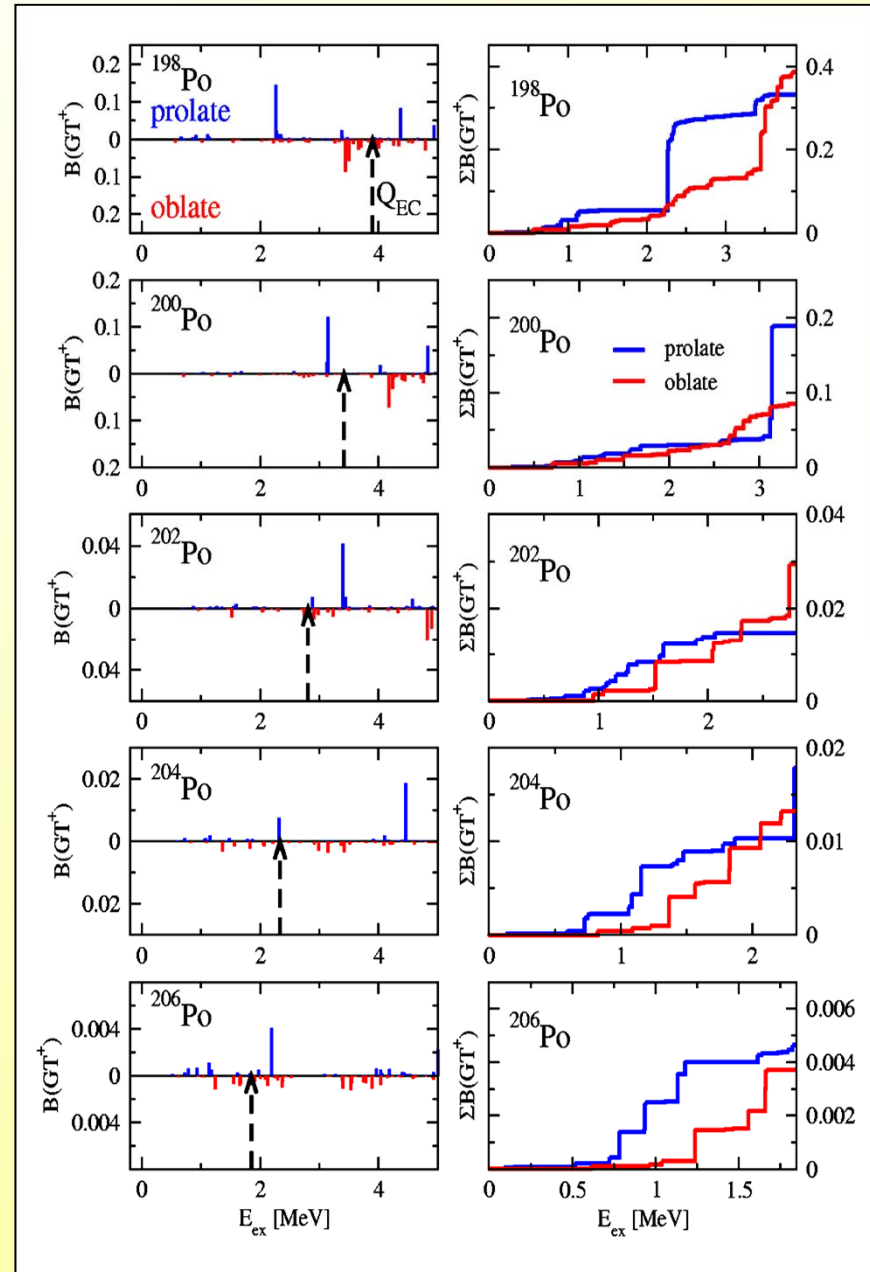 0.2
0.1
0
0.1
0.2
B(GT⁺)
¹⁹⁸Po
prolate
oblate
Q_EC
0 2 4
¹⁹⁸Po
ΣB(GT⁺)
0.4
0.2
0
1 2 3
0.2
0.1
0
0.1
0.2
B(GT⁺)
²⁰⁰Po
0 2 4
²⁰⁰Po
prolate
oblate
ΣB(GT⁺)
0.2
0.1
0
0 1 2 3
0.04
0
0.04
B(GT⁺)
²⁰²Po
0 2 4
²⁰²Po
ΣB(GT⁺)
0.04
0.02
0
0 1 2
0.02
0
0.02
B(GT⁺)
²⁰⁴Po
0 2 4
²⁰⁴Po
ΣB(GT⁺)
0.02
0.01
0
0 1 2
0.004
0
0.004
B(GT⁺)
²⁰⁶Po
0 2 4
E_ex [MeV]
²⁰⁶Po
ΣB(GT⁺)
0.006
0.004
0.002
0
0 0.5 1 1.5
E_ex [MeV]